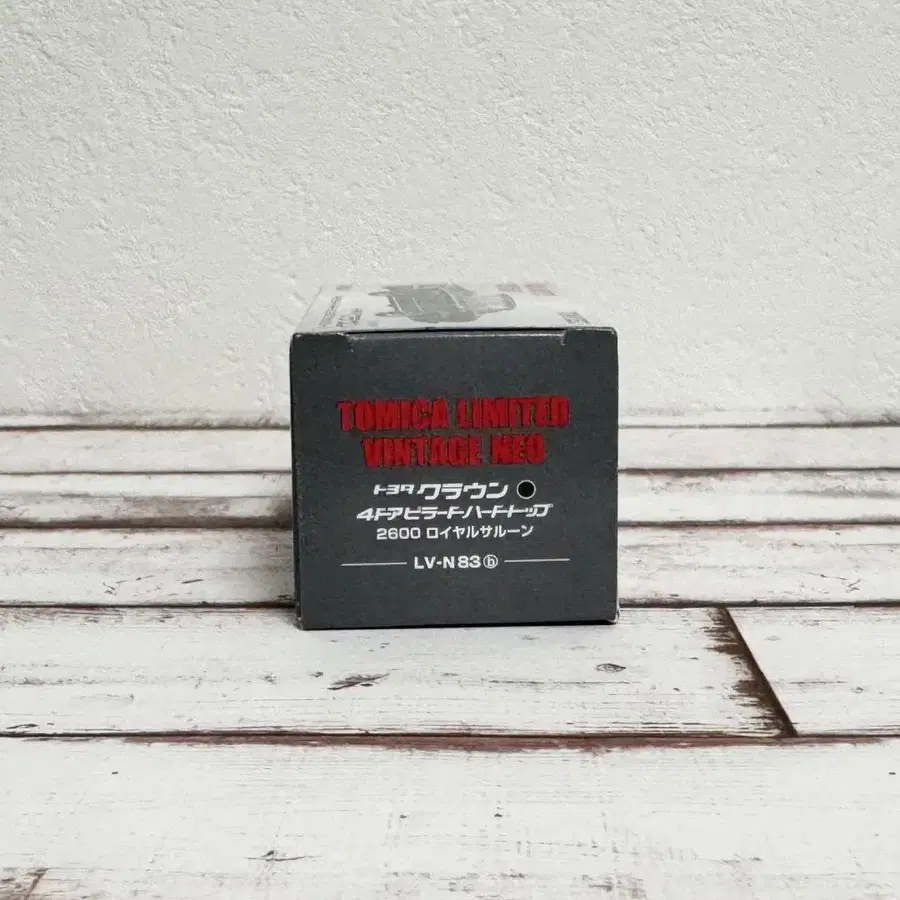 TOMICA LIMITED
VINTAGE NEO
トヨタ クラウン
4ドアピラードハードトップ
2600 ロイヤルサルーン
LV-N83ⓑ